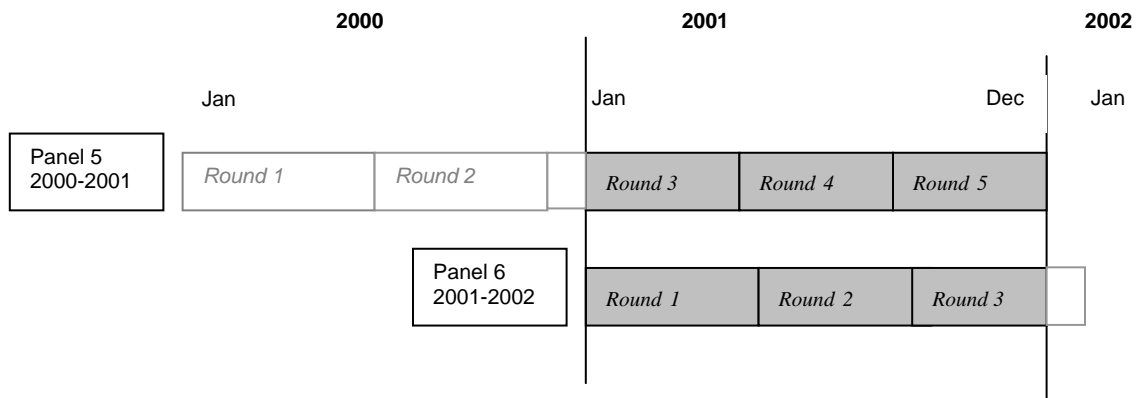 2000 2001 2002
Jan Jan Dec Jan
Panel 5
2000-2001
Round 1 Round 2 Round 3 Round 4 Round 5
Panel 6
2001-2002
Round 1 Round 2 Round 3